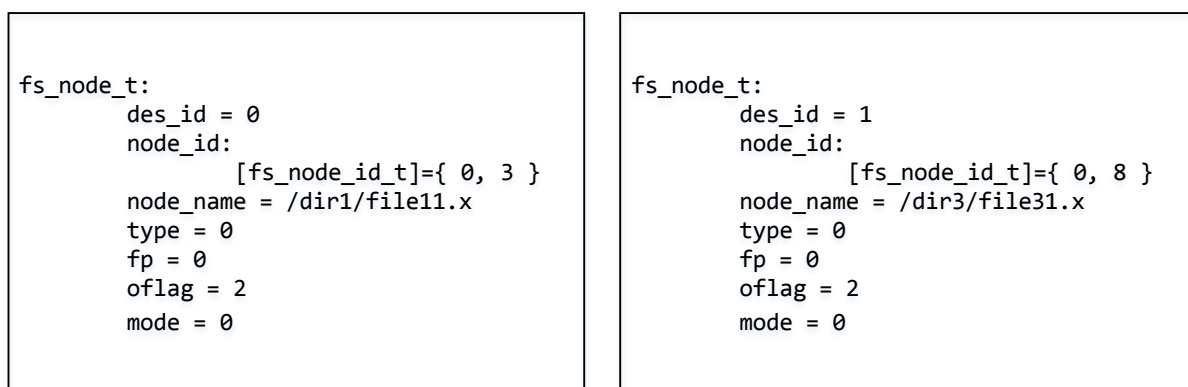 fs_node_t:
des_id = 0
node_id:
[fs_node_id_t]={ 0, 3 }
node_name = /dir1/file11.x
type = 0
fp = 0
oflag = 2
mode = 0
fs_node_t:
des_id = 1
node_id:
[fs_node_id_t]={ 0, 8 }
node_name = /dir3/file31.x
type = 0
fp = 0
oflag = 2
mode = 0